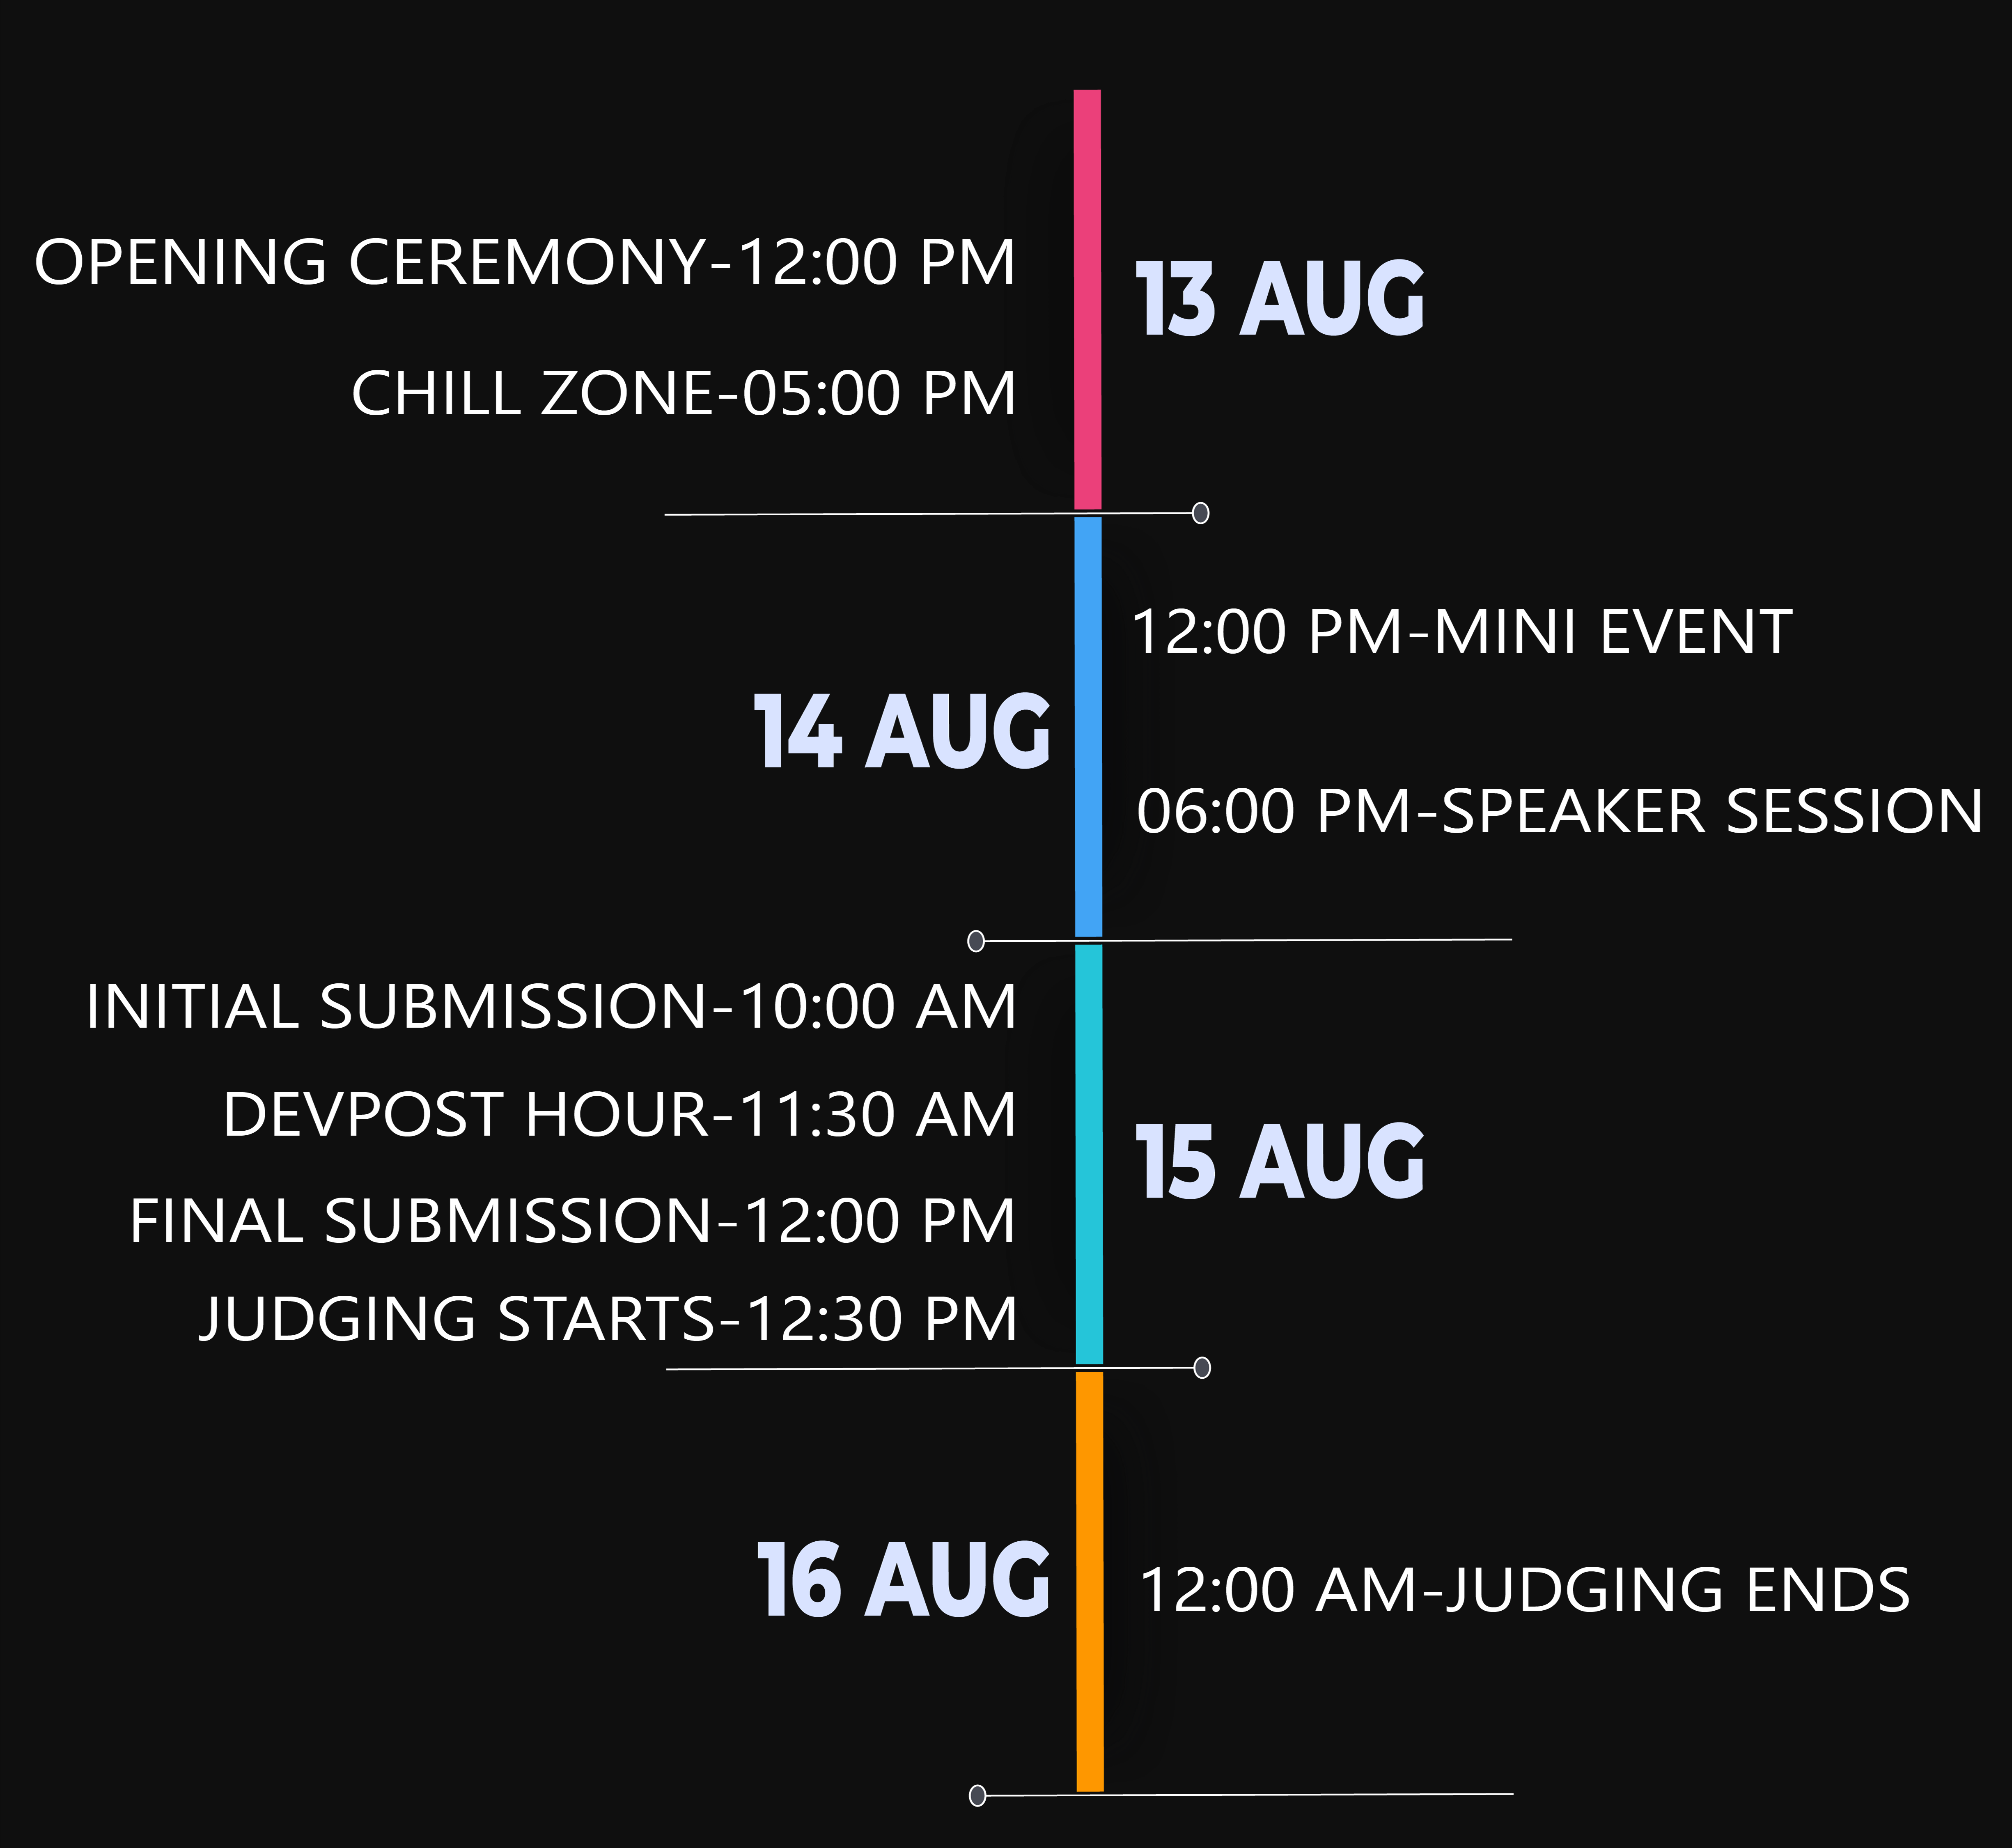 OPENING CEREMONY-12:00 PM
13 AUG
CHILL ZONE-05:00 PM
12:00 PM-MINI EVENT
14 AUG
06:00 PM-SPEAKER SESSION
INITIAL SUBMISSION-10:00 AM
DEVPOST HOUR-11:30 AM
15 AUG
FINAL SUBMISSION-12:00 PM
JUDGING STARTS-12:30 PM
16 AUG
12:00 AM-JUDGING ENDS